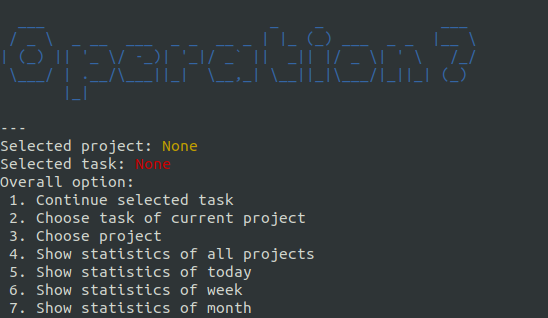 Operation?
---
Selected project: None
Selected task: None
Overall option:
1. Continue selected task
2. Choose task of current project
3. Choose project
4. Show statistics of all projects
5. Show statistics of today
6. Show statistics of week
7. Show statistics of month